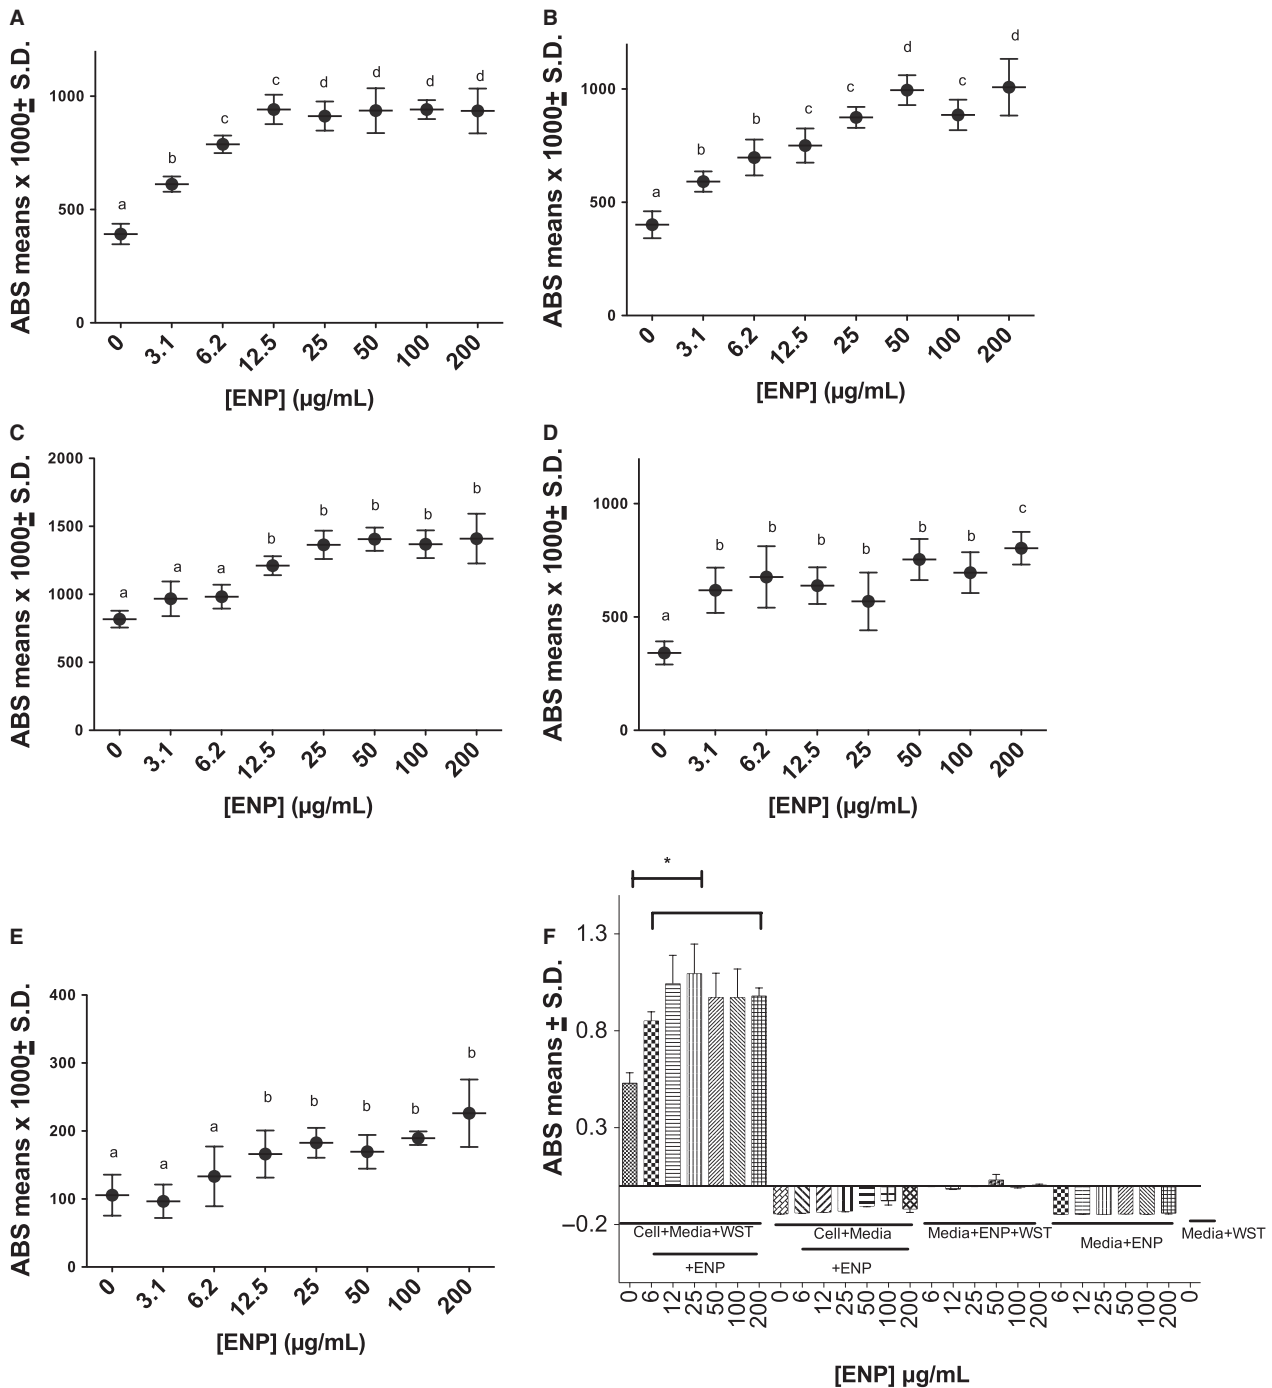 A
ABS means x 1000± S.D.
1000
500
0
a
b
c
c
d
d
d
d
0
3.1
6.2
12.5
25
50
100
200
[ENP] (µg/mL)
B
ABS means x 1000± S.D.
1000
500
0
a
b
b
c
c
d
c
d
0
3.1
6.2
12.5
25
50
100
200
[ENP] (µg/mL)
C
ABS means x 1000± S.D.
2000
1500
1000
500
0
a
a
a
b
b
b
b
b
0
3.1
6.2
12.5
25
50
100
200
[ENP] (µg/mL)
D
ABS means x 1000± S.D.
1000
500
0
a
b
b
b
b
b
b
c
0
3.1
6.2
12.5
25
50
100
200
[ENP] (µg/mL)
E
ABS means x 1000± S.D.
400
300
200
100
0
a
a
a
b
b
b
b
b
0
3.1
6.2
12.5
25
50
100
200
[ENP] (µg/mL)
F
ABS means ± S.D.
*
1.3
0.8
0.3
–0.2
Cell+Media+WST
+ENP
Cell+Media
+ENP
Media+ENP+WST
Media+ENP
Media+WST
0
6
12
25
50
100
200
0
6
12
25
50
100
200
6
12
25
50
100
200
6
12
25
50
100
200
0
[ENP] µg/mL